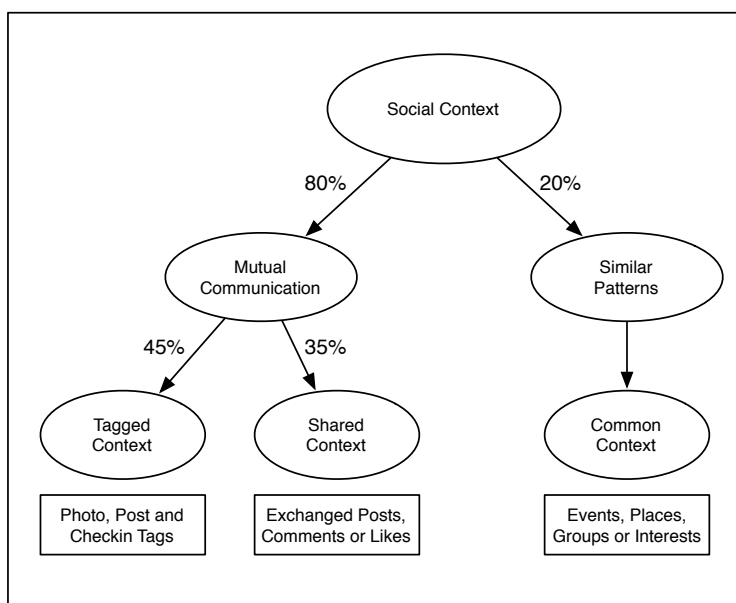 Social Context
80%
20%
Mutual
Communication
Similar
Patterns
45%
35%
Tagged
Context
Shared
Context
Common
Context
Photo, Post and
Checkin Tags
Exchanged Posts,
Comments or Likes
Events, Places,
Groups or Interests